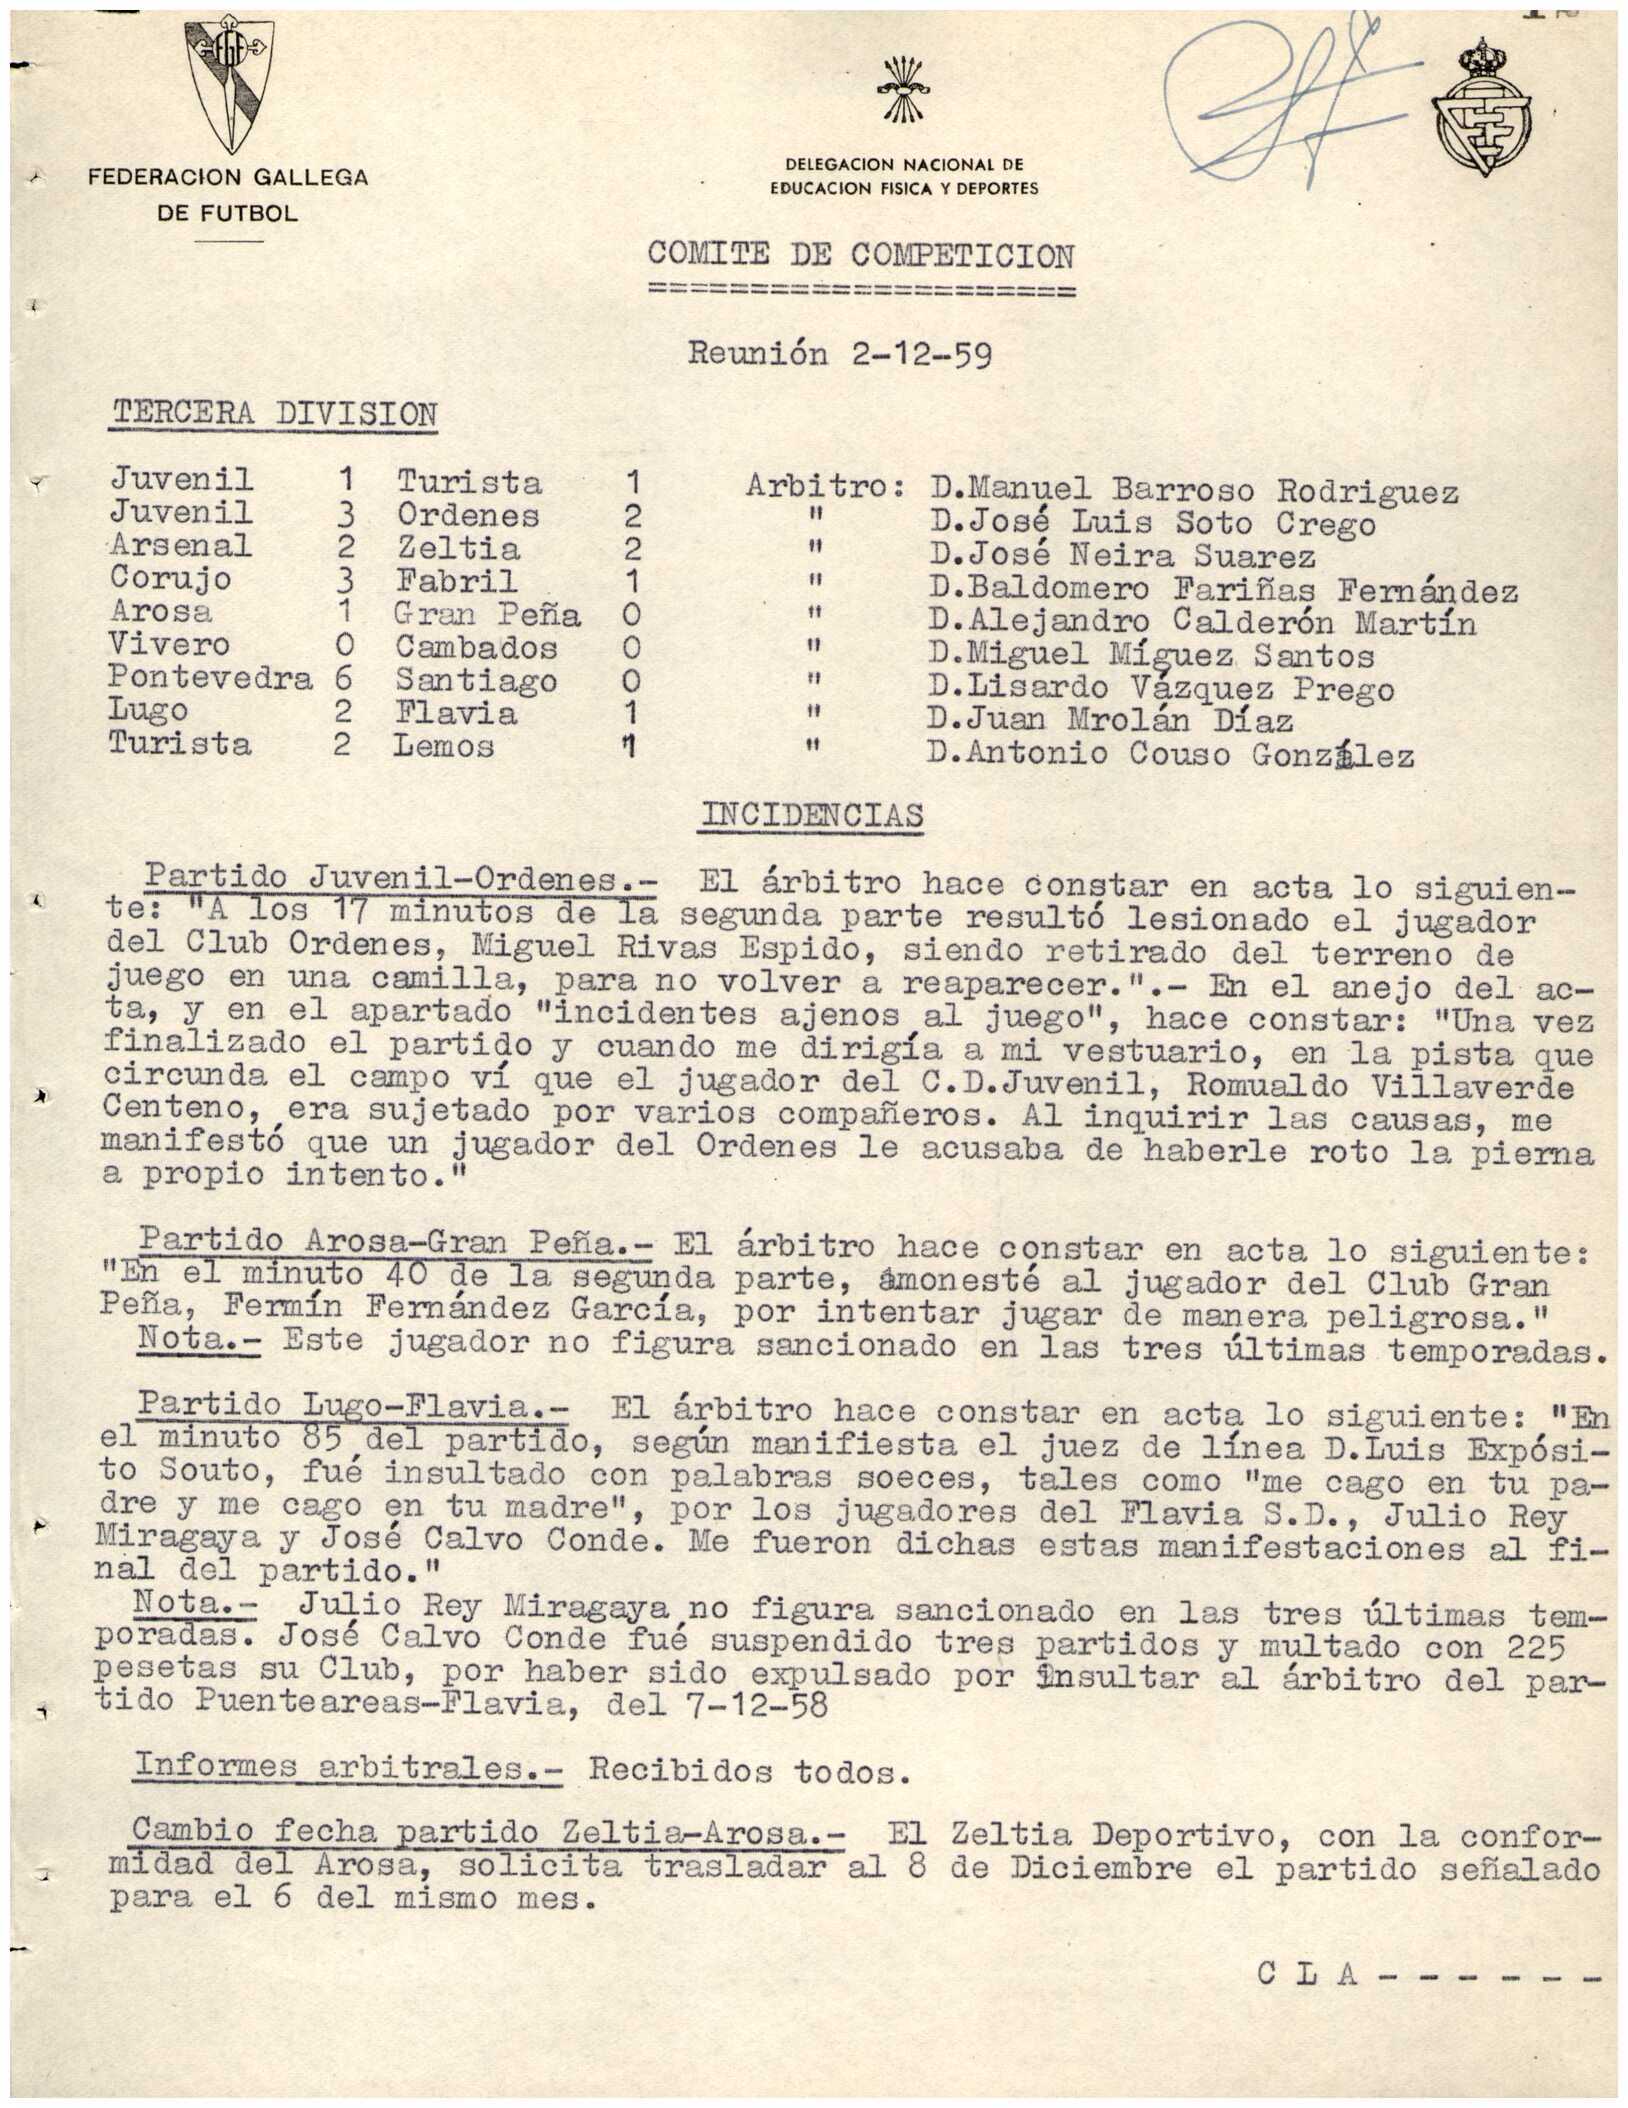 FEDERACION GALLEGA
DE FUTBOL
DELEGACION NACIONAL DE
EDUCACION FISICA Y DEPORTES
COMITE DE COMPETICION
=====================
Reunión 2-12--59
TERCERA DIVISION
Juvenil 1 Turista 1 Arbitro: D.Manuel Barroso Rodriguez
Juvenil 3 Ordenes 2 " D.José Luis Soto Crego
Arsenal 2 Zeltia 2 " D.José Neira Suarez
Corujo 3 Fabril 1 " D.Baldomero Fariñas Fernández
Arosa 1 Gran Peña 0 " D.Alejandro Calderón Martín
Vivero 0 Cambados 0 " D.Miguel Míguez Santos
Pontevedra 6 Santiago 0 " D.Lisardo Vázquez Prego
Lugo 2 Flavia 1 " D.Juan Mrolán Díaz
Turista 2 Lemos 1 " D.Antonio Couso González
INCIDENCIAS
Partido Juvenil-Ordenes.- El árbitro hace constar en acta lo siguien-
te: "A los 17 minutos de la segunda parte resultó lesionado el jugador
del Club Ordenes, Miguel Rivas Espido, siendo retirado del terreno de
juego en una camilla, para no volver a reaparecer.".- En el anejo del ac-
ta, y en el apartado "incidentes ajenos al juego", hace constar: "Una vez
finalizado el partido y cuando me dirigía a mi vestuario, en la pista que
circunda el campo ví que el jugador del C.D.Juvenil, Romualdo Villaverde
Centeno, era sujetado por varios compañeros. Al inquirir las causas, me
manifestó que un jugador del Ordenes le acusaba de haberle roto la pierna
a propio intento."
Partido Arosa-Gran Peña.- El árbitro hace constar en acta lo siguiente:
"En el minuto 40 de la segunda parte, amonesté al jugador del Club Gran
Peña, Fermín Fernández García, por intentar jugar de manera peligrosa."
Nota.- Este jugador no figura sancionado en las tres últimas temporadas.
Partido Lugo-Flavia.- El árbitro hace constar en acta lo siguiente: "En
el minuto 85 del partido, según manifiesta el juez de línea D.Luis Expósi-
to Souto, fué insultado con palabras soeces, tales como "me cago en tu pa-
dre y me cago en tu madre", por los jugadores del Flavia S.D., Julio Rey
Miragaya y José Calvo Conde. Me fueron dichas estas manifestaciones al fi-
nal del partido."
Nota.- Julio Rey Miragaya no figura sancionado en las tres últimas tem-
poradas. José Calvo Conde fué suspendido tres partidos y multado con 225
pesetas su Club, por haber sido expulsado por insultar al árbitro del par-
tido Puenteareas-Flavia, del 7-12-58
Informes arbitrales.- Recibidos todos.
Cambio fecha partido Zeltia-Arosa.- El Zeltia Deportivo, con la confor-
midad del Arosa, solicita trasladar al 8 de Diciembre el partido señalado
para el 6 del mismo mes.
C L A - - - - - -